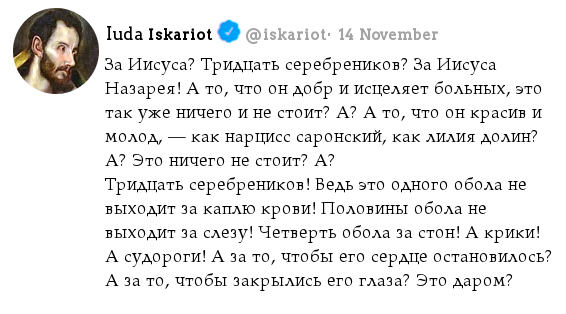 Iuda Iskariot @iskariot· 14 November
За Иисуса? Тридцать серебреников? За Иисуса
Назарея! А то, что он добр и исцеляет больных, это
так уже ничего и не стоит? А? А то, что он красив и
молод, — как нарцисс саронский, как лилия долин?
А? Это ничего не стоит? А?
Тридцать серебреников! Ведь это одного обола не
выходит за каплю крови! Половины обола не
выходит за слезу! Четверть обола за стон! А крики!
А судороги! А за то, чтобы его сердце остановилось?
А за то, чтобы закрылись его глаза? Это даром?